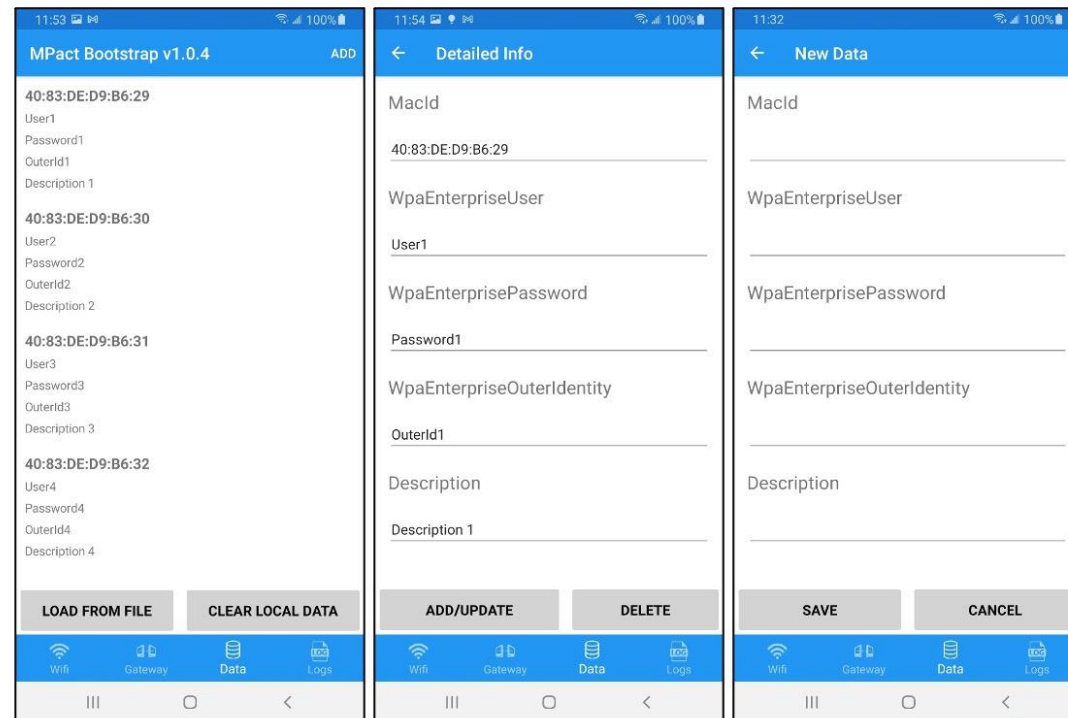 11:53
100%
MPact Bootstrap v1.0.4
ADD
40:83:DE:D9:B6:29
User1
Password1
OuterId1
Description 1
40:83:DE:D9:B6:30
User2
Password2
OuterId2
Description 2
40:83:DE:D9:B6:31
User3
Password3
OuterId3
Description 3
40:83:DE:D9:B6:32
User4
Password4
OuterId4
Description 4
LOAD FROM FILE
CLEAR LOCAL DATA
Wifi
Gateway
Data
LOG
Logs
11:54
100%
Detailed Info
MacId
40:83:DE:D9:B6:29
WpaEnterpriseUser
User1
WpaEnterprisePassword
Password1
WpaEnterpriseOuterIdentity
OuterId1
Description
Description 1
ADD/UPDATE
DELETE
Wifi
Gateway
Data
LOG
Logs
11:32
100%
New Data
MacId
WpaEnterpriseUser
WpaEnterprisePassword
WpaEnterpriseOuterIdentity
Description
SAVE
CANCEL
Wifi
Gateway
Data
LOG
Logs